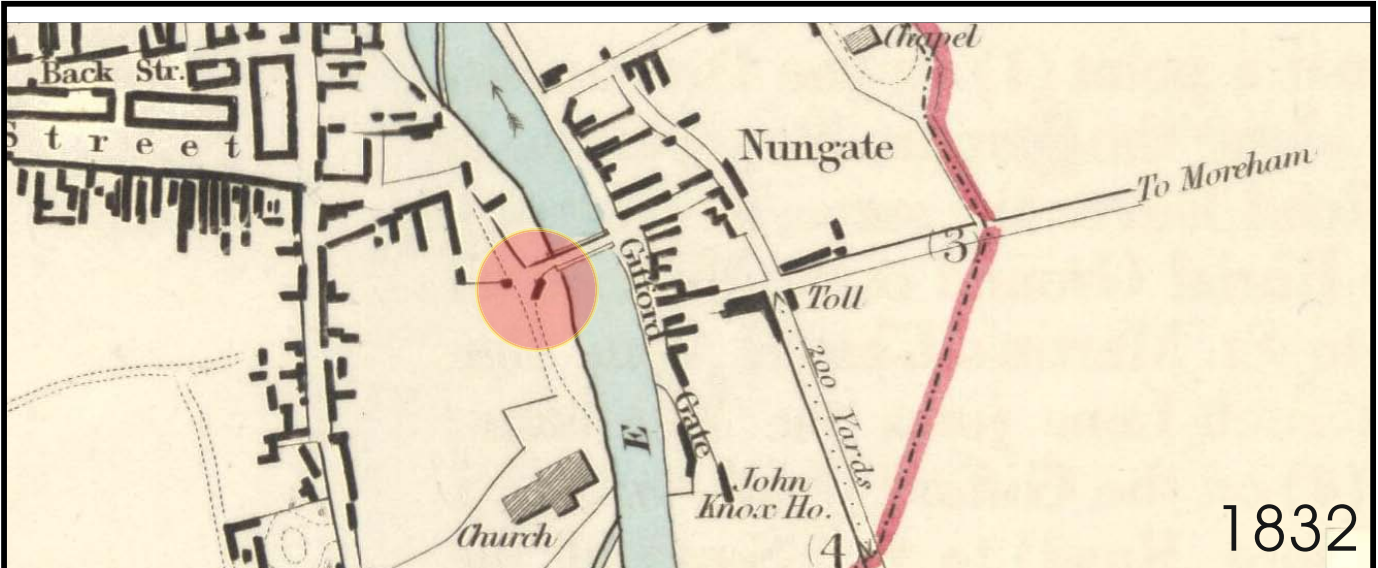 Chapel
Back Str.
Street
Nungate
To Moreham
(3
Gifford
Gate
Toll
200 Yards
E
John
Knox Ho.
Church
(4
1832